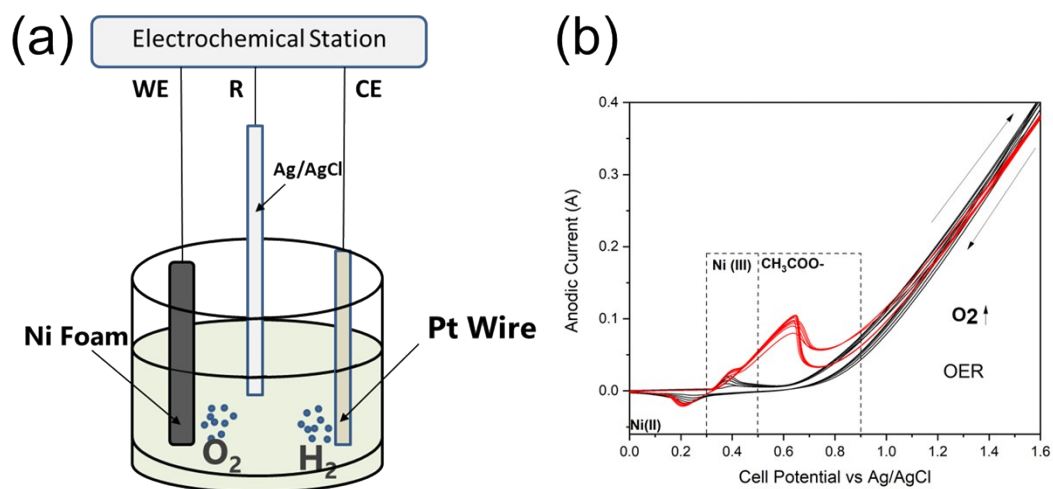 (a)
Electrochemical Station
WE R CE
Ag/AgCl
Ni Foam
Pt Wire
O2
H2
(b)
Anodic Current (A)
0.4
0.3
0.2
0.1
0.0
Ni (III) CH3COO-
O2
OER
Ni(II)
0.0 0.2 0.4 0.6 0.8 1.0 1.2 1.4 1.6
Cell Potential vs Ag/AgCl